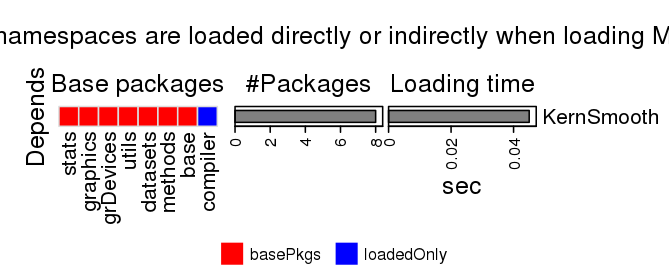 namespaces are loaded directly or indirectly when loading M
Base packages #Packages Loading time
Depends
KernSmooth
stats
graphics
grDevices
utils
datasets
methods
base
compiler
0 2 4 6 8
0 0.02 0.04
sec
basePkgs loadedOnly